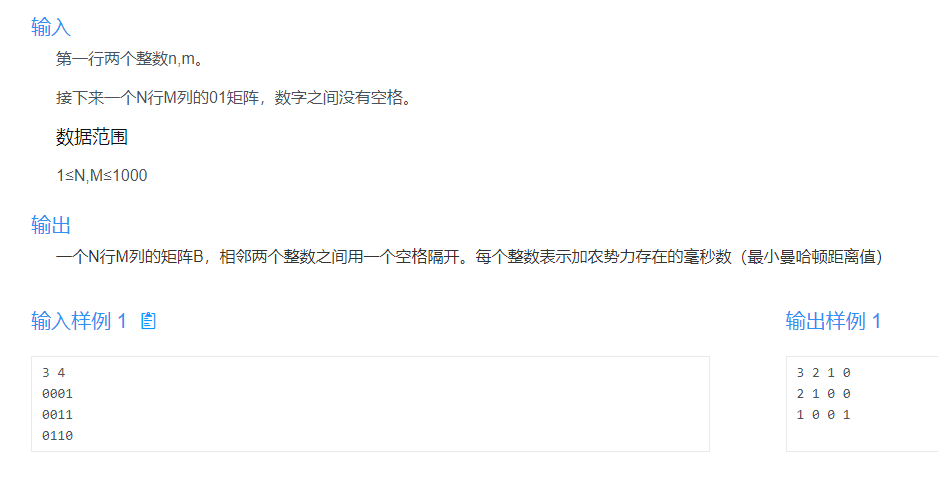 输入
第一行两个整数n,m。
接下来一个N行M列的01矩阵，数字之间没有空格。
数据范围
1≤N,M≤1000
输出
一个N行M列的矩阵B，相邻两个整数之间用一个空格隔开。每个整数表示加农势力存在的毫秒数（最小曼哈顿距离值）
输入样例 1
3 4
0001
0011
0110
输出样例 1
3 2 1 0
2 1 0 0
1 0 0 1